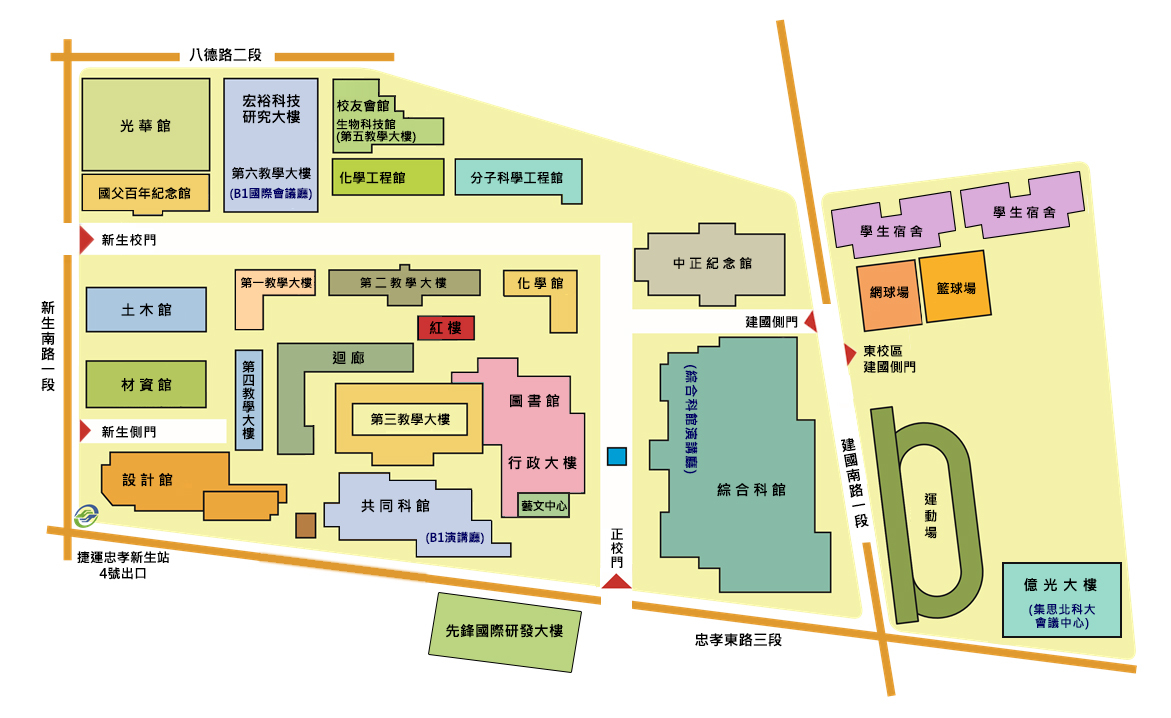 八德路二段
光華館
國父百年紀念館
宏裕科技
研究大樓
第六教學大樓
(B1國際會議廳)
校友會館
生物科技館
(第五教學大樓)
化學工程館
分子科學工程館
新生校門
中正紀念館
學生宿舍
學生宿舍
網球場
籃球場
建國側門
東校區
建國側門
新生南路一段
土木館
材資館
第一教學大樓
第二教學大樓
化學館
紅樓
迴廊
第四教學大樓
第三教學大樓
圖書館
行政大樓
藝文中心
新生側門
設計館
共同科館
(B1演講廳)
(綜合科館演講廳)
綜合科館
建國南路一段
運動場
正校門
捷運忠孝新生站
4號出口
先鋒國際研發大樓
忠孝東路三段
億光大樓
(集思北科大
會議中心)